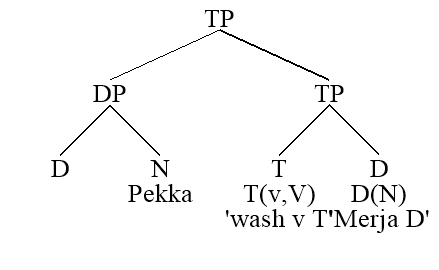 TP
DP TP
D N T D
Pekka T(v,V) D(N)
'wash v T'Merja D'